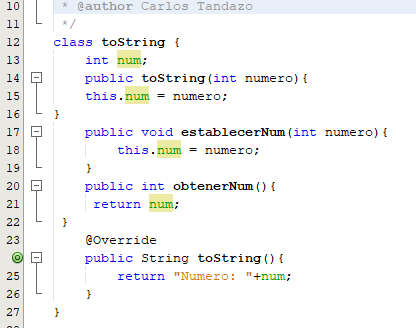 10 * @author Carlos Tandazo
11 */
12 class toString {
13 int num;
14 public toString(int numero){
15 this.num = numero;
16 }
17 public void establecerNum(int numero){
18 this.num = numero;
19 }
20 public int obtenerNum(){
21 return num;
22 }
23 @Override
public String toString(){
25 return "Numero: "+num;
26 }
27 }